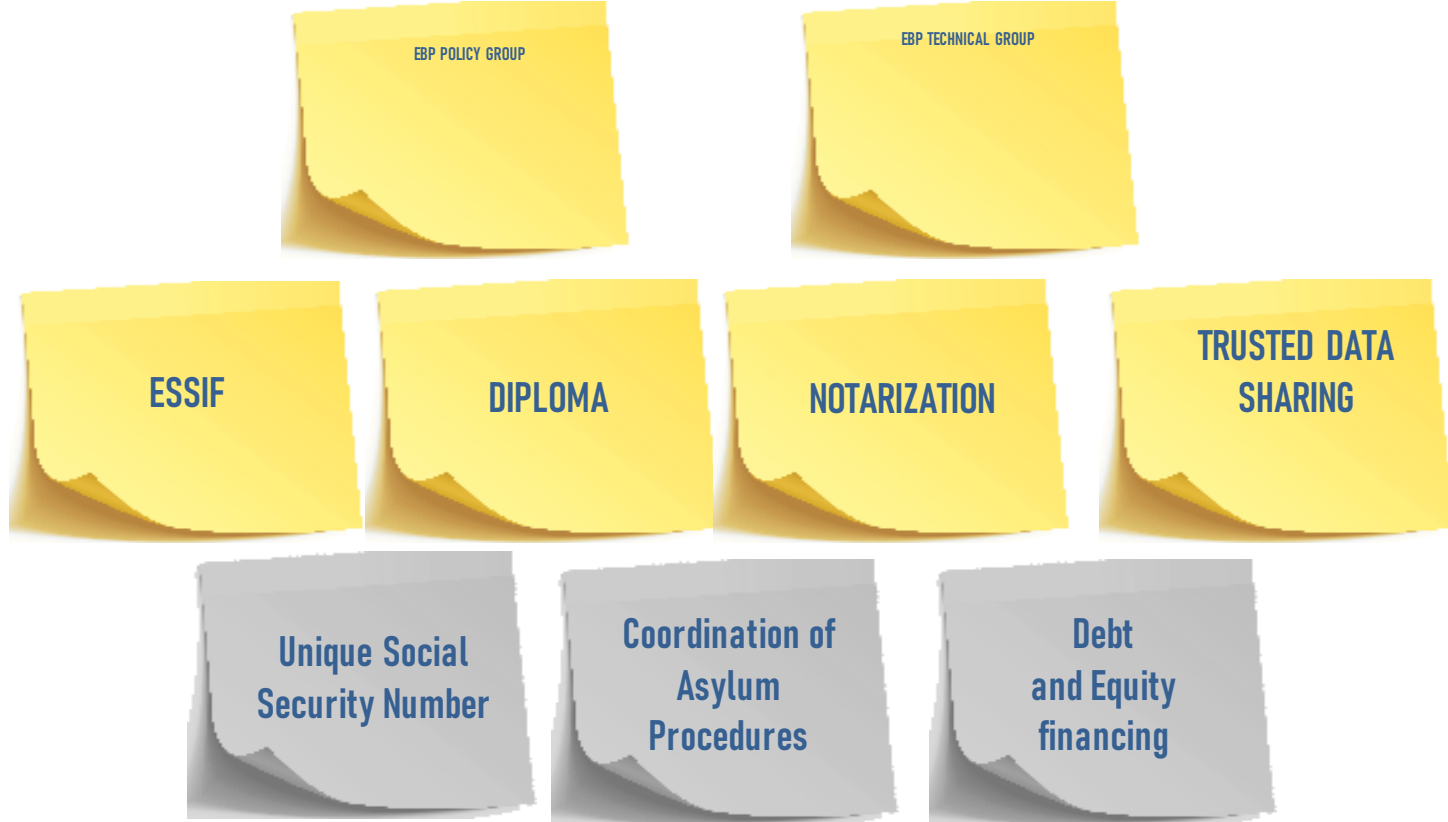 EBP POLICY GROUP
EBP TECHNICAL GROUP
ESSIF
DIPLOMA
NOTARIZATION
TRUSTED DATA
SHARING
Unique Social
Security Number
Coordination of
Asylum
Procedures
Debt
and Equity
financing